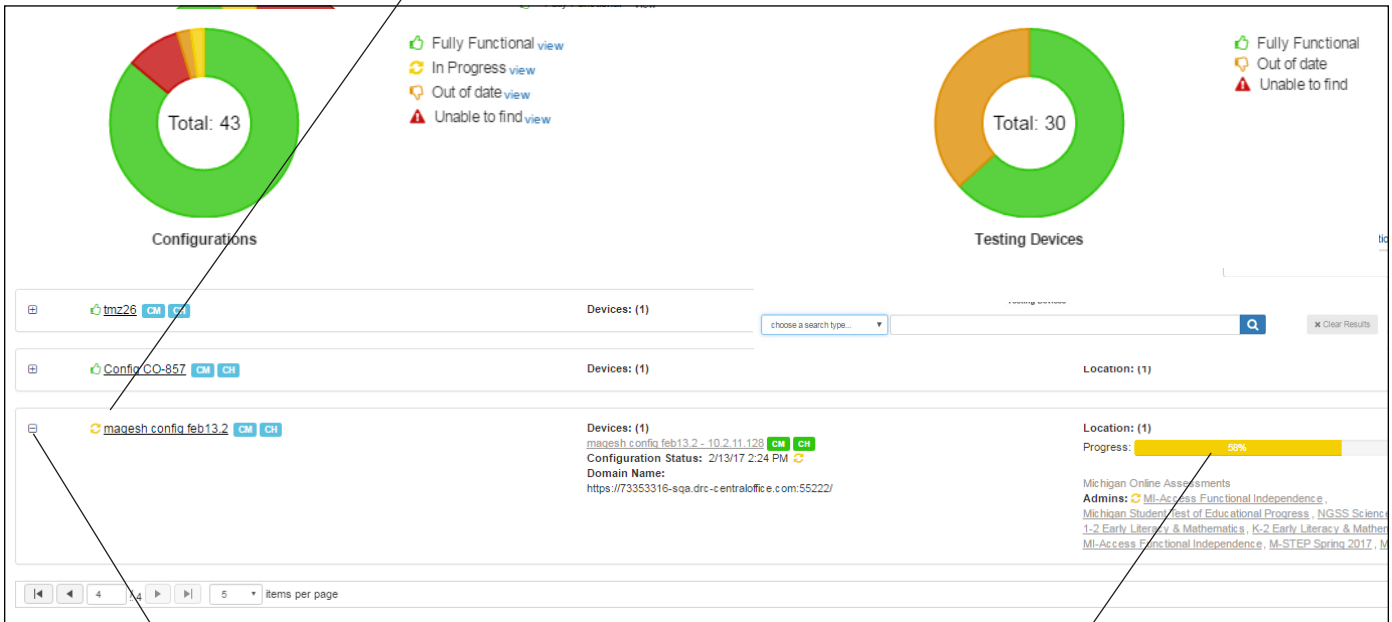 Fully Functional view
In Progress view
Out of date view
Unable to find view
Total: 43
Configurations
Fully Functional
Out of date
Unable to find
Total: 30
Testing Devices
tmz26 CM CH
Devices: (1)
choose a search type...
Clear Results
Config CO-857 CM CH
Devices: (1)
Location: (1)
magesh config feb13.2 CM CH
Devices: (1)
magesh config feb13.2 - 10.2.11.128 CM CH
Configuration Status: 2/13/17 2:24 PM
Domain Name:
https://73353316-sqa.drc-centraloffice.com:55222/
Location: (1)
Progress: 58%
Michigan Online Assessments
Admins: MI-Access Functional Independence ,
Michigan Student Test of Educational Progress , NGSS Science
1-2 Early Literacy & Mathematics , K-2 Early Literacy & Mathem
MI-Access Functional Independence , M-STEP Spring 2017 , M
4 / 4 5 items per page